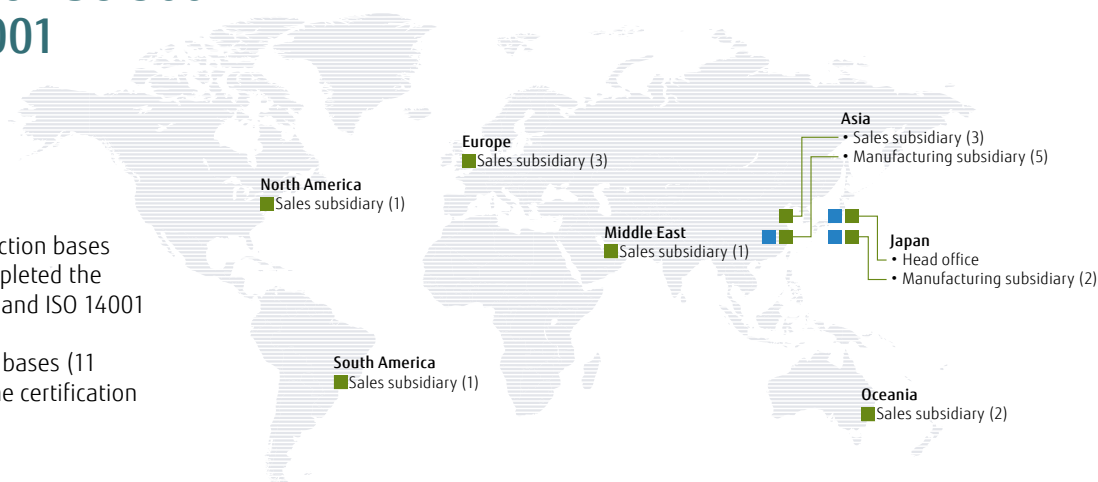 001
ction bases
pleted the
and ISO 14001
bases (11
ne certification
North America
Sales subsidiary (1)
Europe
Sales subsidiary (3)
Middle East
Sales subsidiary (1)
South America
Sales subsidiary (1)
Asia
• Sales subsidiary (3)
• Manufacturing subsidiary (5)
Japan
• Head office
• Manufacturing subsidiary (2)
Oceania
Sales subsidiary (2)